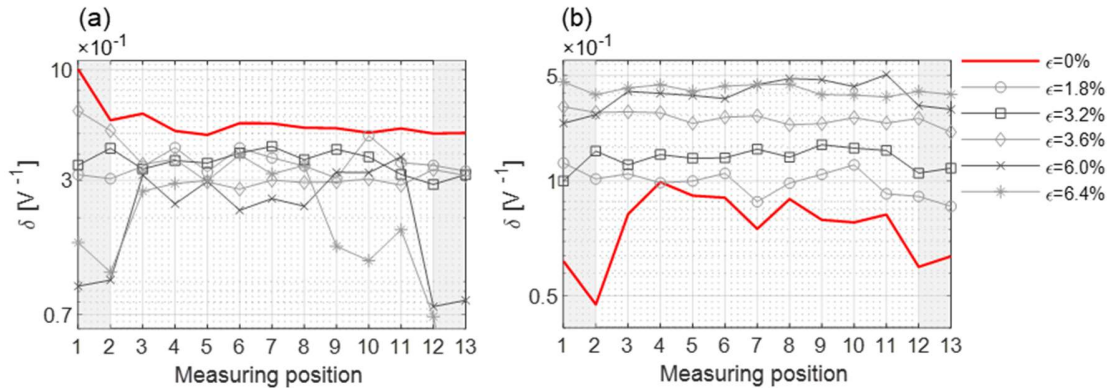 (a)
×10⁻¹
10
3
0.7
δ [V⁻¹]
1 2 3 4 5 6 7 8 9 10 11 12 13
Measuring position
(b)
×10⁻¹
5
10
0.5
δ [V⁻¹]
1 2 3 4 5 6 7 8 9 10 11 12 13
Measuring position
ϵ=0%
ϵ=1.8%
ϵ=3.2%
ϵ=3.6%
ϵ=6.0%
ϵ=6.4%